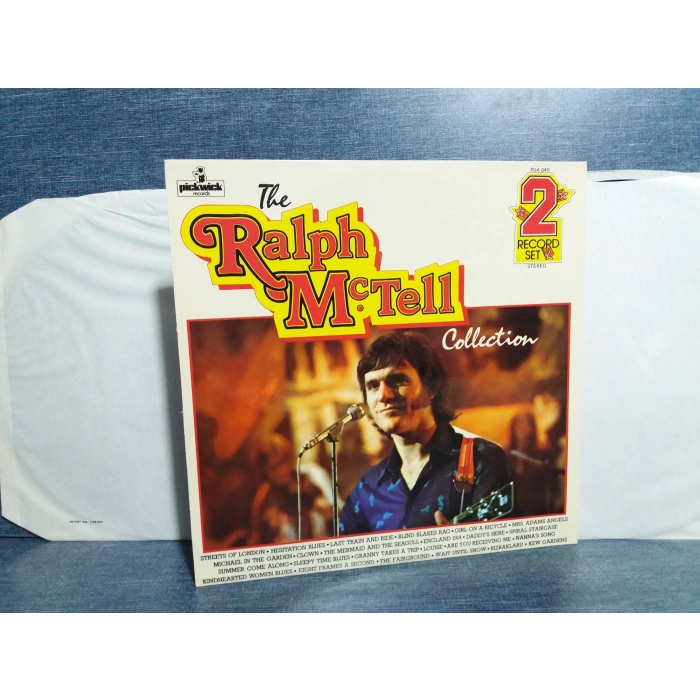 pickwick
records
The
Ralph
McTell
Collection
PDA 040
2
RECORD
SET
STEREO
STREETS OF LONDON • HESITATION BLUES • LAST TRAIN AND RIDE • BLIND BLAKES RAG • GIRL ON A BICYCLE • MRS. ADAMS ANGELS
MICHAEL IN THE GARDEN • CLOWN • THE MERMAID AND THE SEAGULL • ENGLAND 1914 • DADDY'S HERE • SPIRAL STAIRCASE
SUMMER COME ALONG • SLEEPY TIME BLUES • GRANNY TAKES A TRIP • LOUISE • ARE YOU RECEIVING ME • NANNA'S SONG
KINDHEARTED WOMEN BLUES • EIGHT FRAMES A SECOND • THE FAIRGROUND • WAIT UNTIL SNOW • RIZRAKLARU • KEW GARDENS